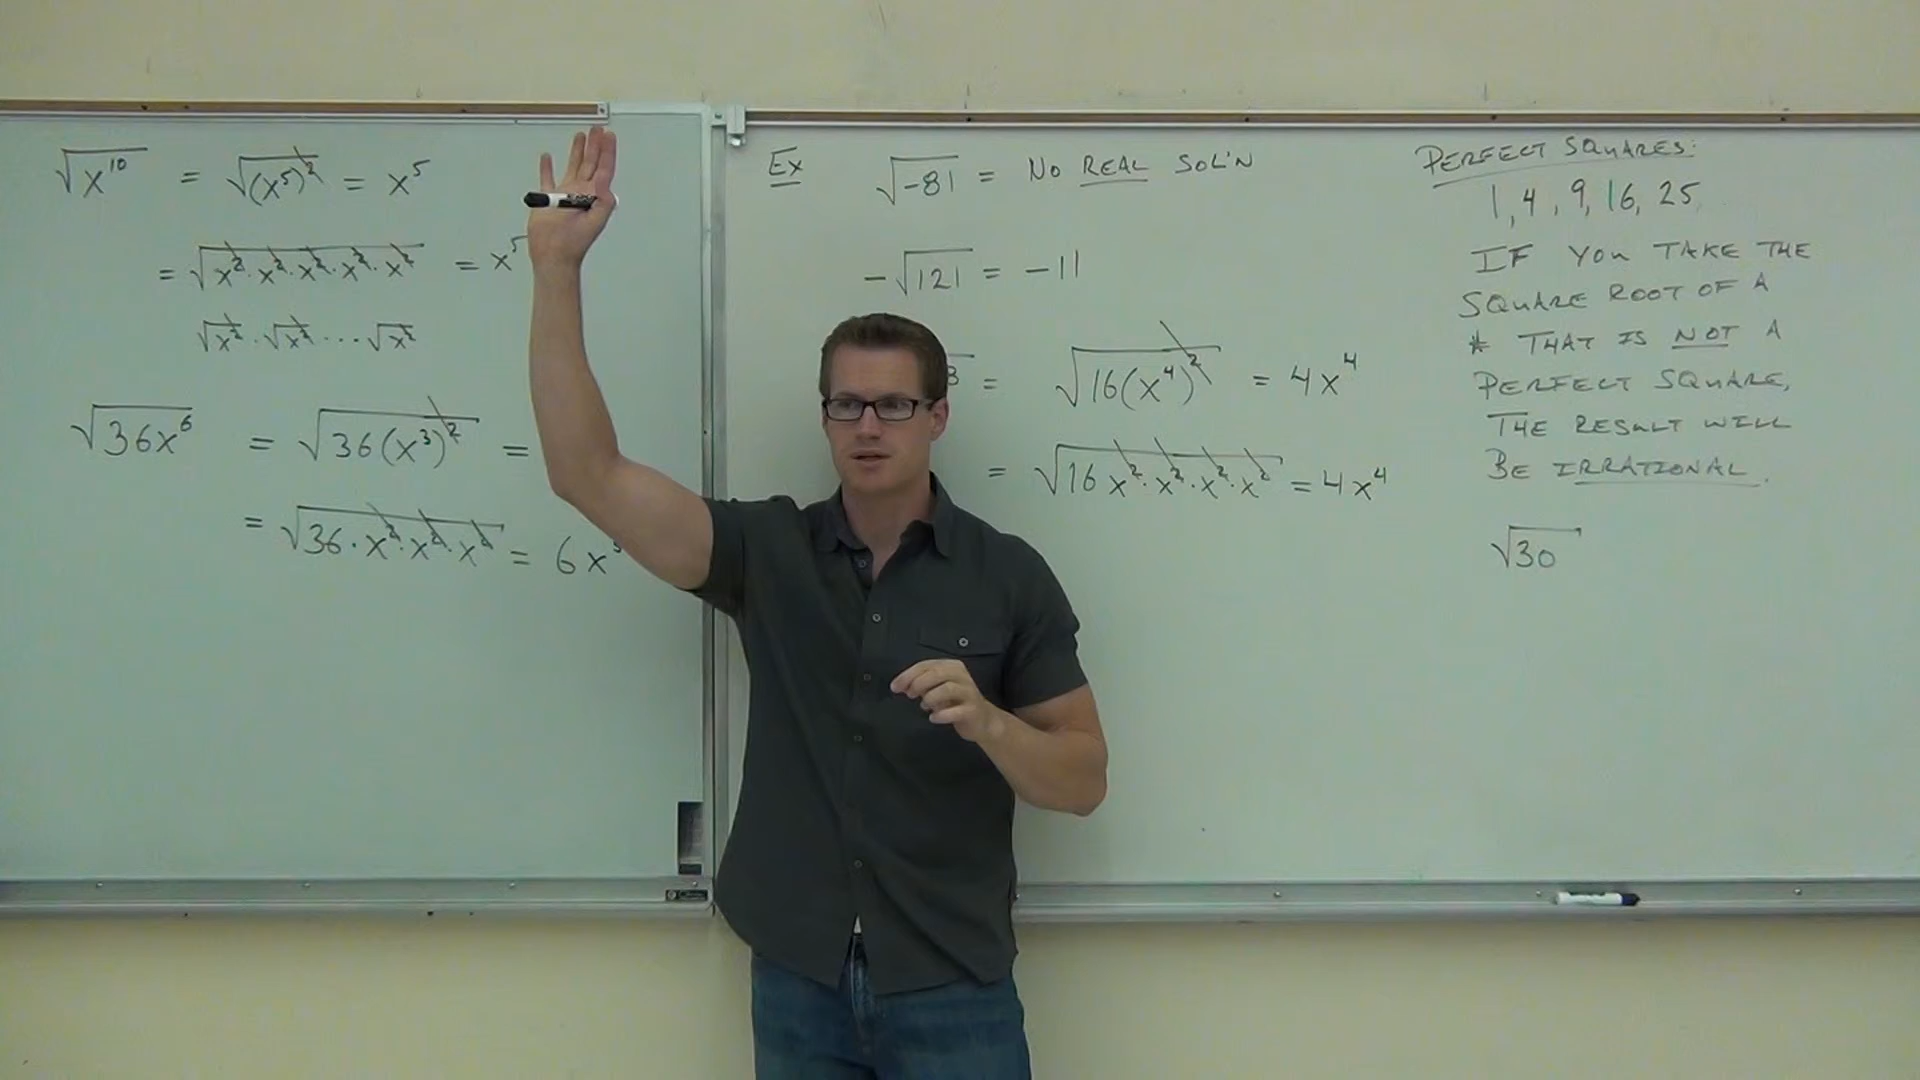 √x¹⁰ = √(x⁵)² = x⁵
= √x²·x²·x²·x²·x² = x⁵
√x²·√x²···√x²
√36x⁶ = √36(x³)² =
= √36·x²·x²·x² = 6x³
Ex √-81 = No REAL SOL'N
-√121 = -11
8 = √16(x⁴)² = 4x⁴
= √16x²·x²·x²·x² = 4x⁴
PERFECT SQUARES:
1, 4, 9, 16, 25
IF YOU TAKE THE
SQUARE ROOT OF A
# THAT IS NOT A
PERFECT SQUARE,
THE RESULT WILL
BE IRRATIONAL.
√30